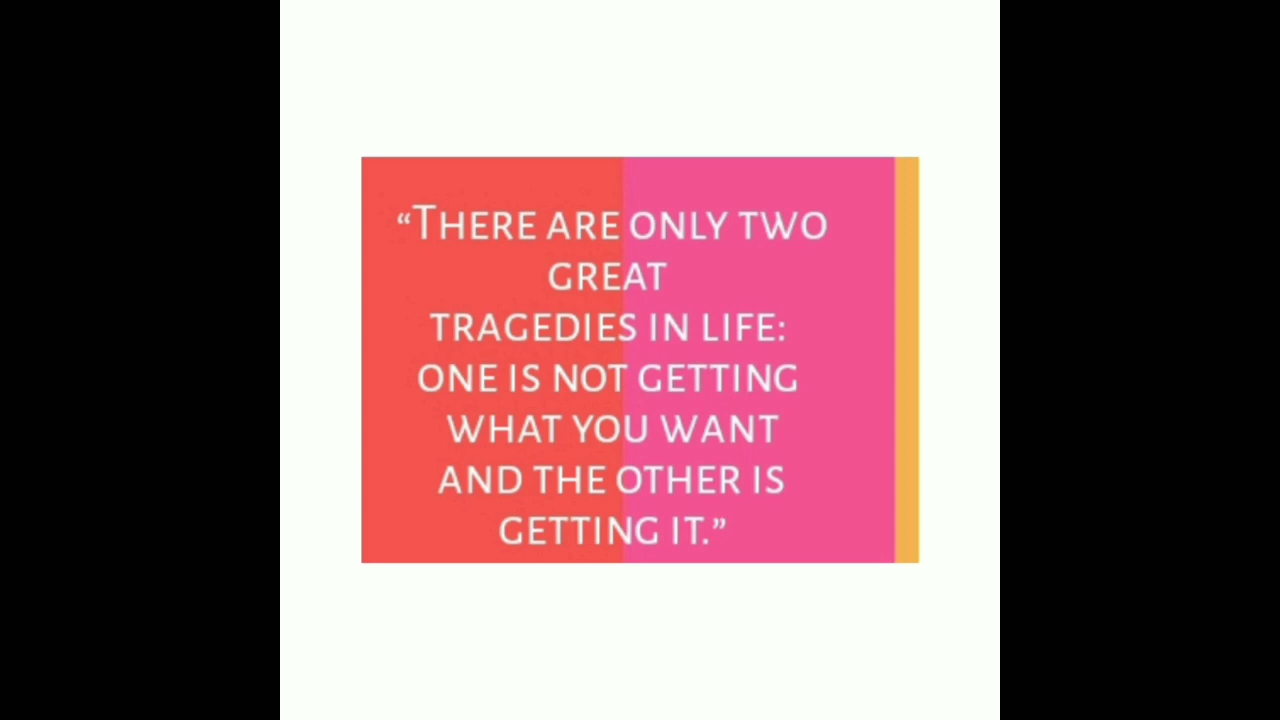 “THERE ARE ONLY TWO
GREAT
TRAGEDIES IN LIFE:
ONE IS NOT GETTING
WHAT YOU WANT
AND THE OTHER IS
GETTING IT.”